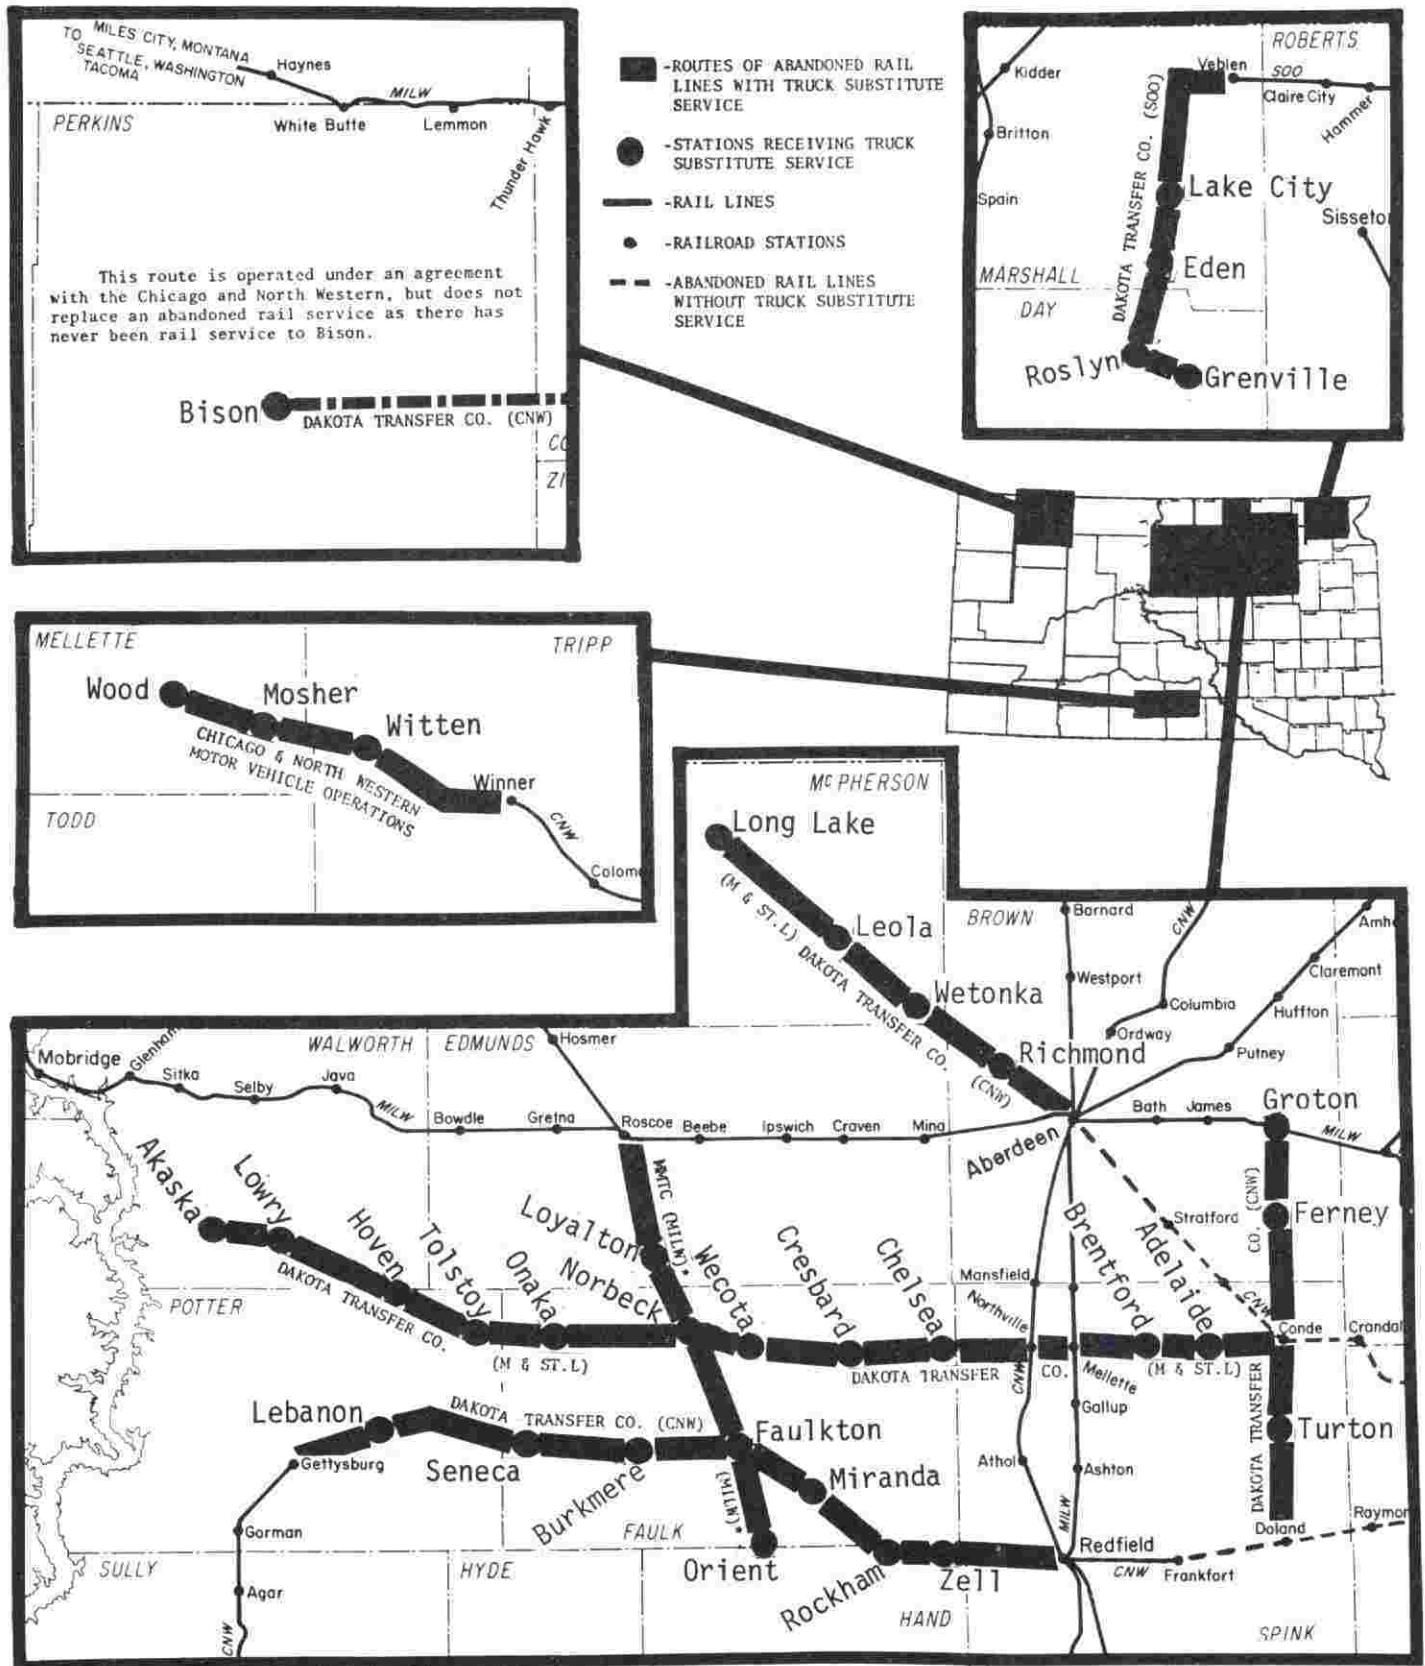 TO MILES CITY, MONTANA
SEATTLE, WASHINGTON
TACOMA
Haynes
MILW
White Butte
Lemmon
Thunder Hawk
PERKINS
This route is operated under an agreement
with the Chicago and North Western, but does not
replace an abandoned rail service as there has
never been rail service to Bison.
Bison
DAKOTA TRANSFER CO. (CNW)
CO
ZI
-ROUTES OF ABANDONED RAIL
LINES WITH TRUCK SUBSTITUTE
SERVICE
-STATIONS RECEIVING TRUCK
SUBSTITUTE SERVICE
-RAIL LINES
-RAILROAD STATIONS
-ABANDONED RAIL LINES
WITHOUT TRUCK SUBSTITUTE
SERVICE
ROBERTS
Kidder
Veblen
SOO
Claire City
Hammer
Britton
DAKOTA TRANSFER CO. (SOO)
Lake City
Spain
Sisseto
Eden
MARSHALL
DAY
Roslyn
Grenville
MELLETTE
TRIPP
Wood
Mosher
Witten
CHICAGO & NORTH WESTERN
MOTOR VEHICLE OPERATIONS
Winner
TODD
CNW
Colom
McPHERSON
Long Lake
(M & ST.L) DAKOTA TRANSFER CO. (CNW)
Leola
BROWN
Barnard
CNW
Amh
Claremont
Wetonka
Westport
Columbia
Huffton
Ordway
Richmond
Putney
Mobridge
Glenham
Sitka
Selby
Java
WALWORTH
EDMUNDS
Hosmer
MILW
Bowdle
Gretna
Roscoe
Beebe
Ipswich
Craven
Mina
Aberdeen
Bath
James
Groton
MILW
Akaska
Lowry
Hoven
Tolstoy
Onaka
Loyalton
Norbeck
MMTC (MILW)*
Wecota
Cresbard
Chelsea
Brentford
Adelaide
Stratford
CO. (CNW)
Ferney
Mansfield
Northville
CNW
Conde
Crandal
POTTER
DAKOTA TRANSFER CO.
(M & ST.L)
DAKOTA TRANSFER
CO.
(M & ST.L)
CNW
Mellette
Gallup
DAKOTA TRANSFER
Turton
Lebanon
DAKOTA TRANSFER CO. (CNW)
Faulkton
Gettysburg
Seneca
Burkmere
(MILW)*
Miranda
Athol
Ashton
MILW
Gorman
FAULK
Doland
Raymon
Orient
Rockham
Zell
Redfield
CNW
Frankfort
SULLY
HYDE
Agar
CNW
HAND
SPINK